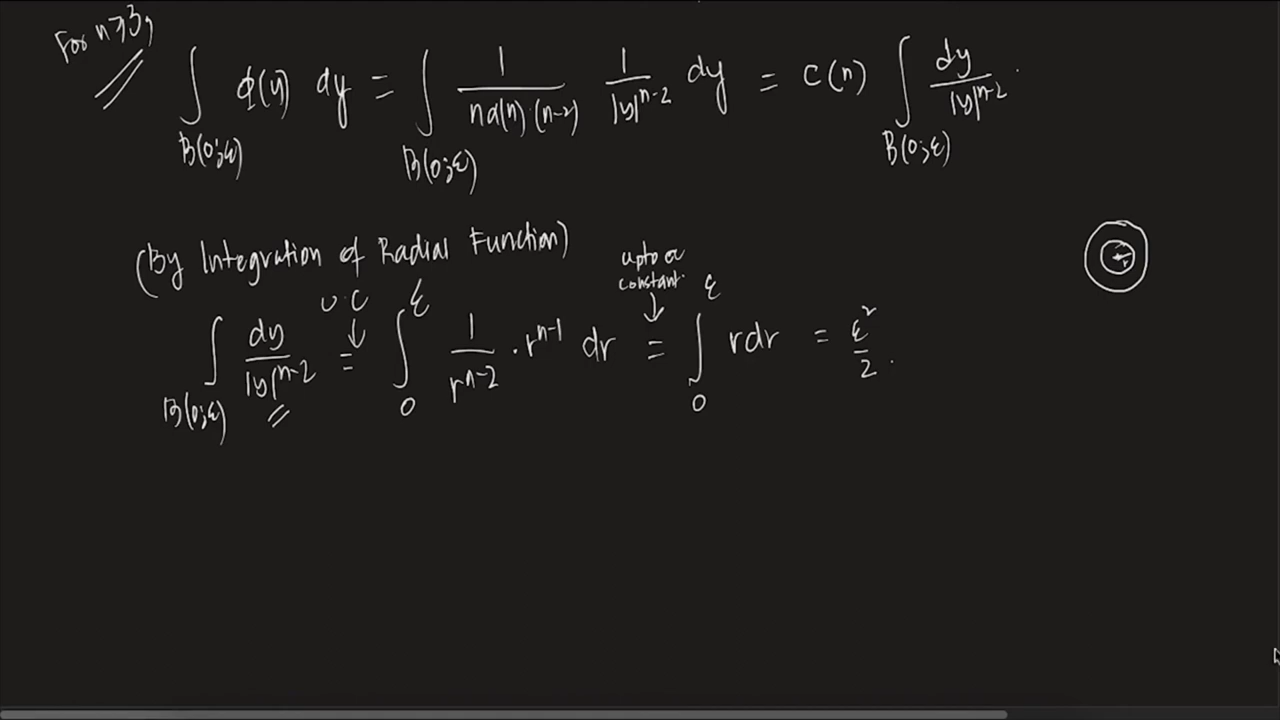 For n ≥ 3,
∫_{B(0;ε)} Φ(y) dy = ∫_{B(0;ε)} 1/(nα(n)·(n-2)) 1/|y|^{n-2} dy = C(n) ∫_{B(0;ε)} dy/|y|^{n-2} .
(By Integration of Radial Function)
upto a
constant.
U.C
∫_{B(0;ε)} dy/|y|^{n-2} = ∫_0^ε 1/r^{n-2} · r^{n-1} dr = ∫_0^ε r dr = ε²/2 .
r